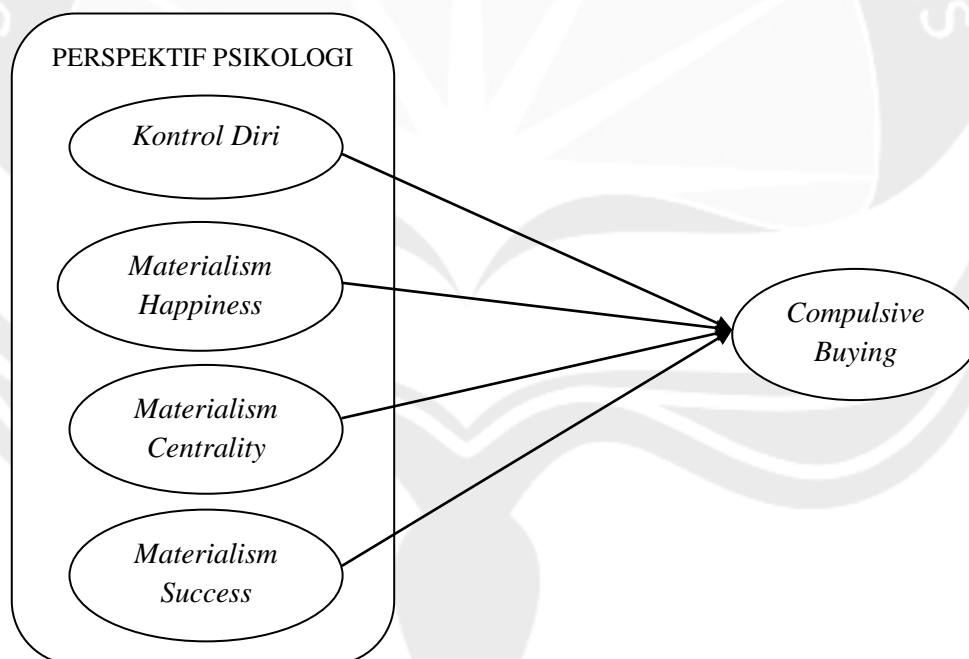 PERSPEKTIF PSIKOLOGI
Kontrol Diri
Materialism
Happiness
Materialism
Centrality
Materialism
Success
Compulsive
Buying